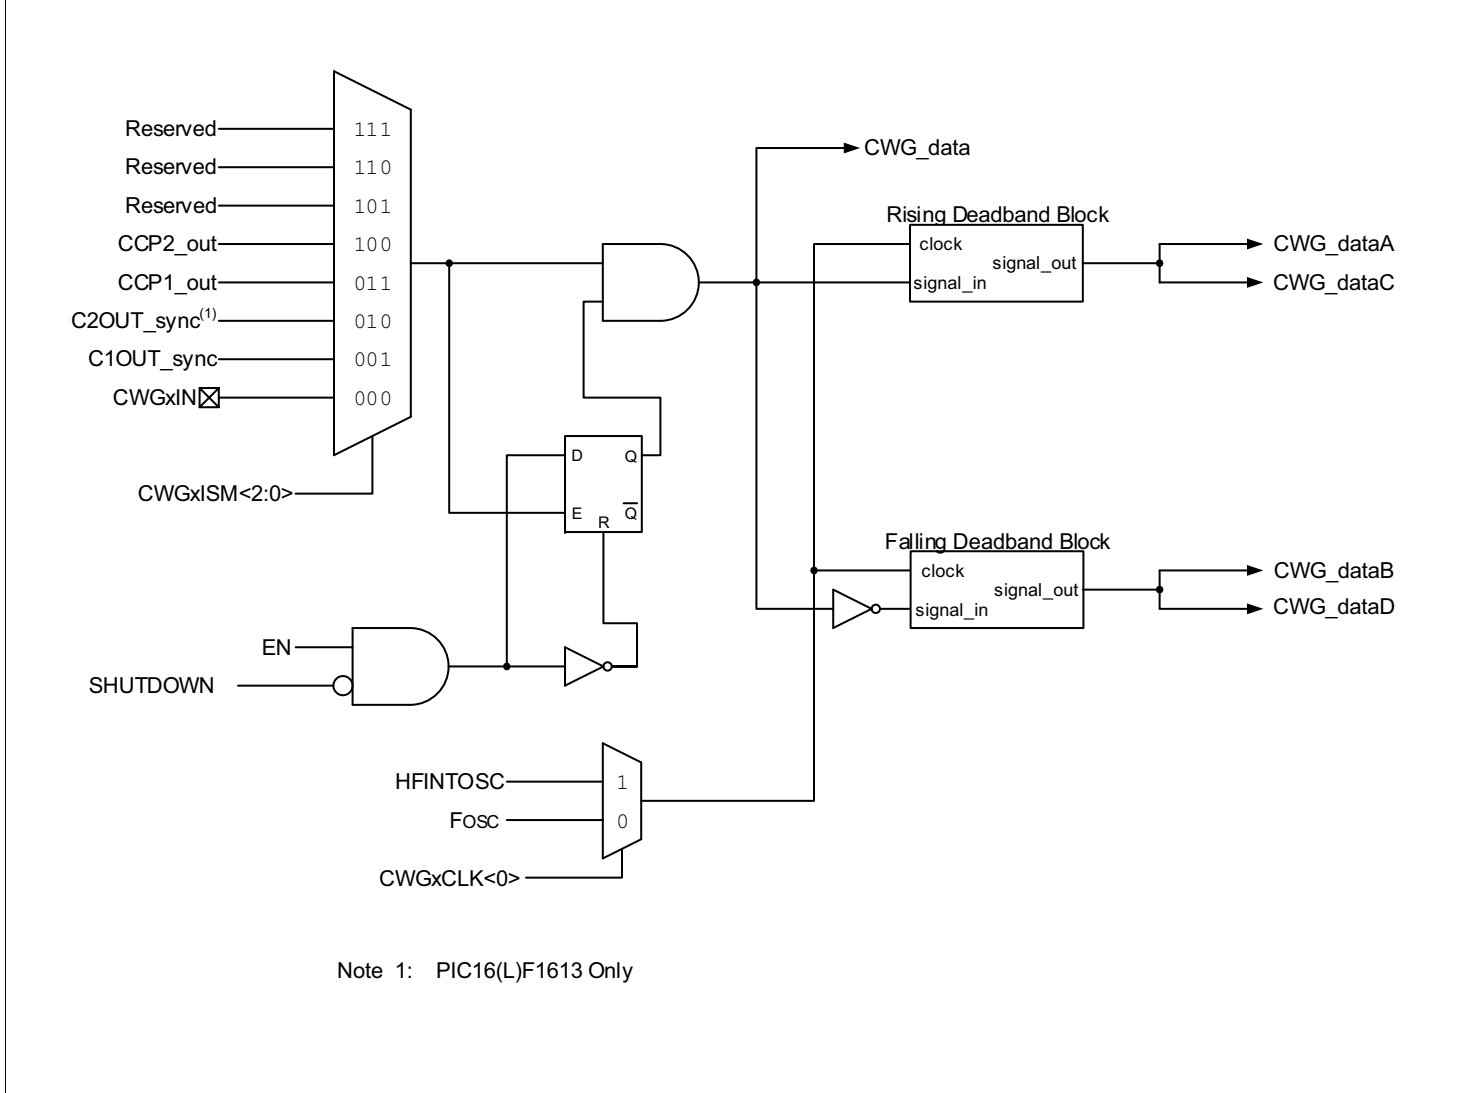 Reserved 111
Reserved 110
Reserved 101
CCP2_out 100
CCP1_out 011
C2OUT_sync(1) 010
C1OUT_sync 001
CWGxIN 000
CWGxISM<2:0>
CWG_data
Rising Deadband Block
clock
signal_out
signal_in
CWG_dataA
CWG_dataC
D Q
E R Q
Falling Deadband Block
clock
signal_out
signal_in
CWG_dataB
CWG_dataD
EN
SHUTDOWN
HFINTOSC 1
FOSC 0
CWGxCLK<0>
Note 1: PIC16(L)F1613 Only